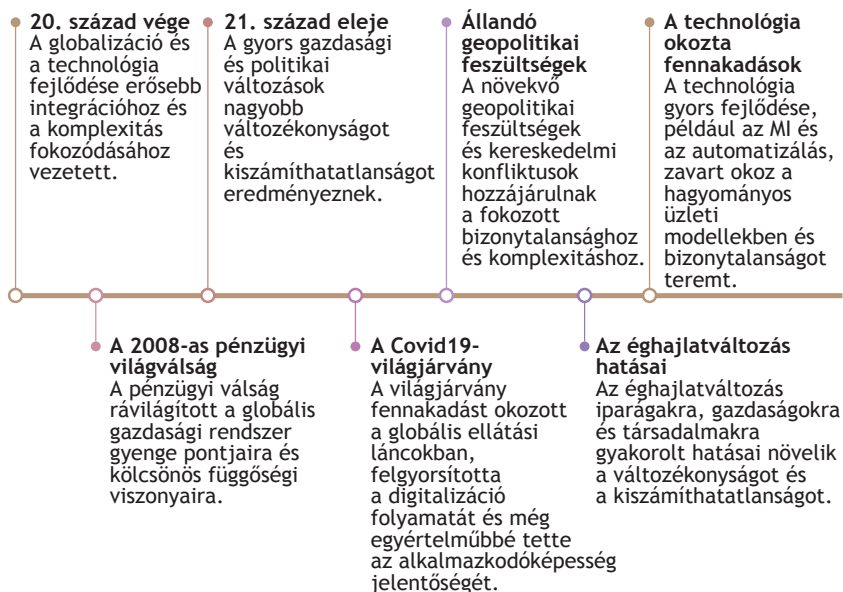 20. század vége
A globalizáció és
a technológia
fejlődése erősebb
integrációhoz és
a komplexitás
fokozódásához
vezetett.
21. század eleje
A gyors gazdasági
és politikai
változások
nagyobb
változékonyságot
és
kiszámíthatatlanságot
eredményeznek.
Állandó
geopolitikai
feszültségek
A növekvő
geopolitikai
feszültségek
és kereskedelmi
konfliktusok
hozzájárulnak
a fokozott
bizonytalansághoz
és komplexitáshoz.
A technológia
okozta
fennakadások
A technológia
gyors fejlődése,
például az MI és
az automatizálás,
zavart okoz a
hagyományos
üzleti
modellekben és
bizonytalanságot
teremt.
A 2008-as pénzügyi
világválság
A pénzügyi válság
rávilágított a globális
gazdasági rendszer
gyenge pontjaira és
kölcsönös függőségi
viszonyaira.
A Covid19-
világjárvány
A világjárvány
fennakadást okozott
a globális ellátási
láncokban,
felgyorsította
a digitalizáció
folyamatát és még
egyértelműbbé tette
az alkalmazkodóképesség
jelentőségét.
Az éghajlatváltozás
hatásai
Az éghajlatváltozás
iparágakra, gazdaságokra
és társadalmakra
gyakorolt hatásai növelik
a változékonyságot és
a kiszámíthatatlanságot.